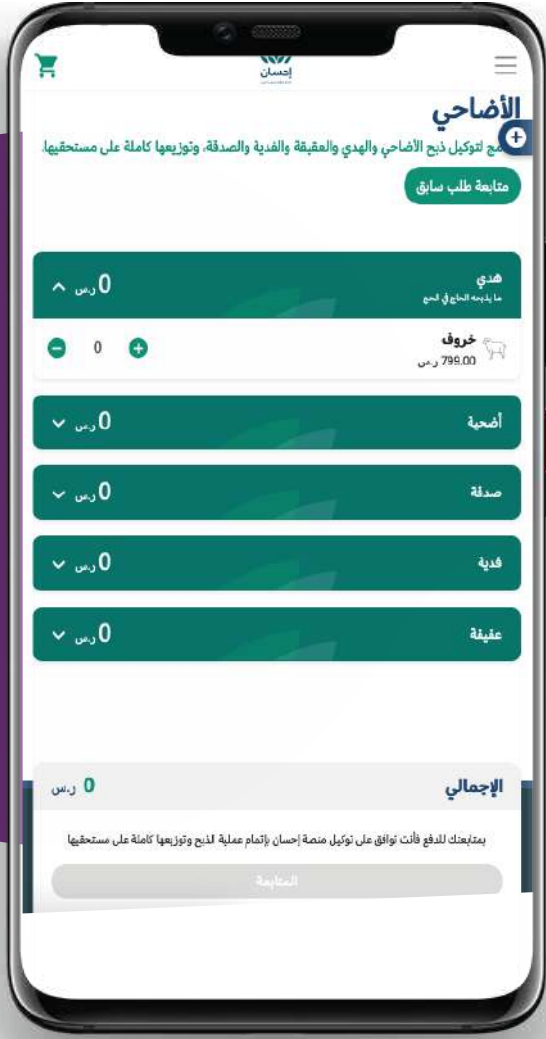 إحسان
الأضاحي
مج لتوكيل ذبح الأضاحي والهدي والعقيقة والفدية والصدقة، وتوزيعها كاملة على مستحقيها.
متابعة طلب سابق
هدي
0 ر.س
ما يذبحه الحاج في الحج
خروف
799.00 ر.س
+ 0 −
أضحية
0 ر.س
صدقة
0 ر.س
فدية
0 ر.س
عقيقة
0 ر.س
الإجمالي
0 ر.س
بمتابعتك للدفع فأنت توافق على توكيل منصة إحسان بإتمام عملية الذبح وتوزيعها كاملة على مستحقيها
المتابعة